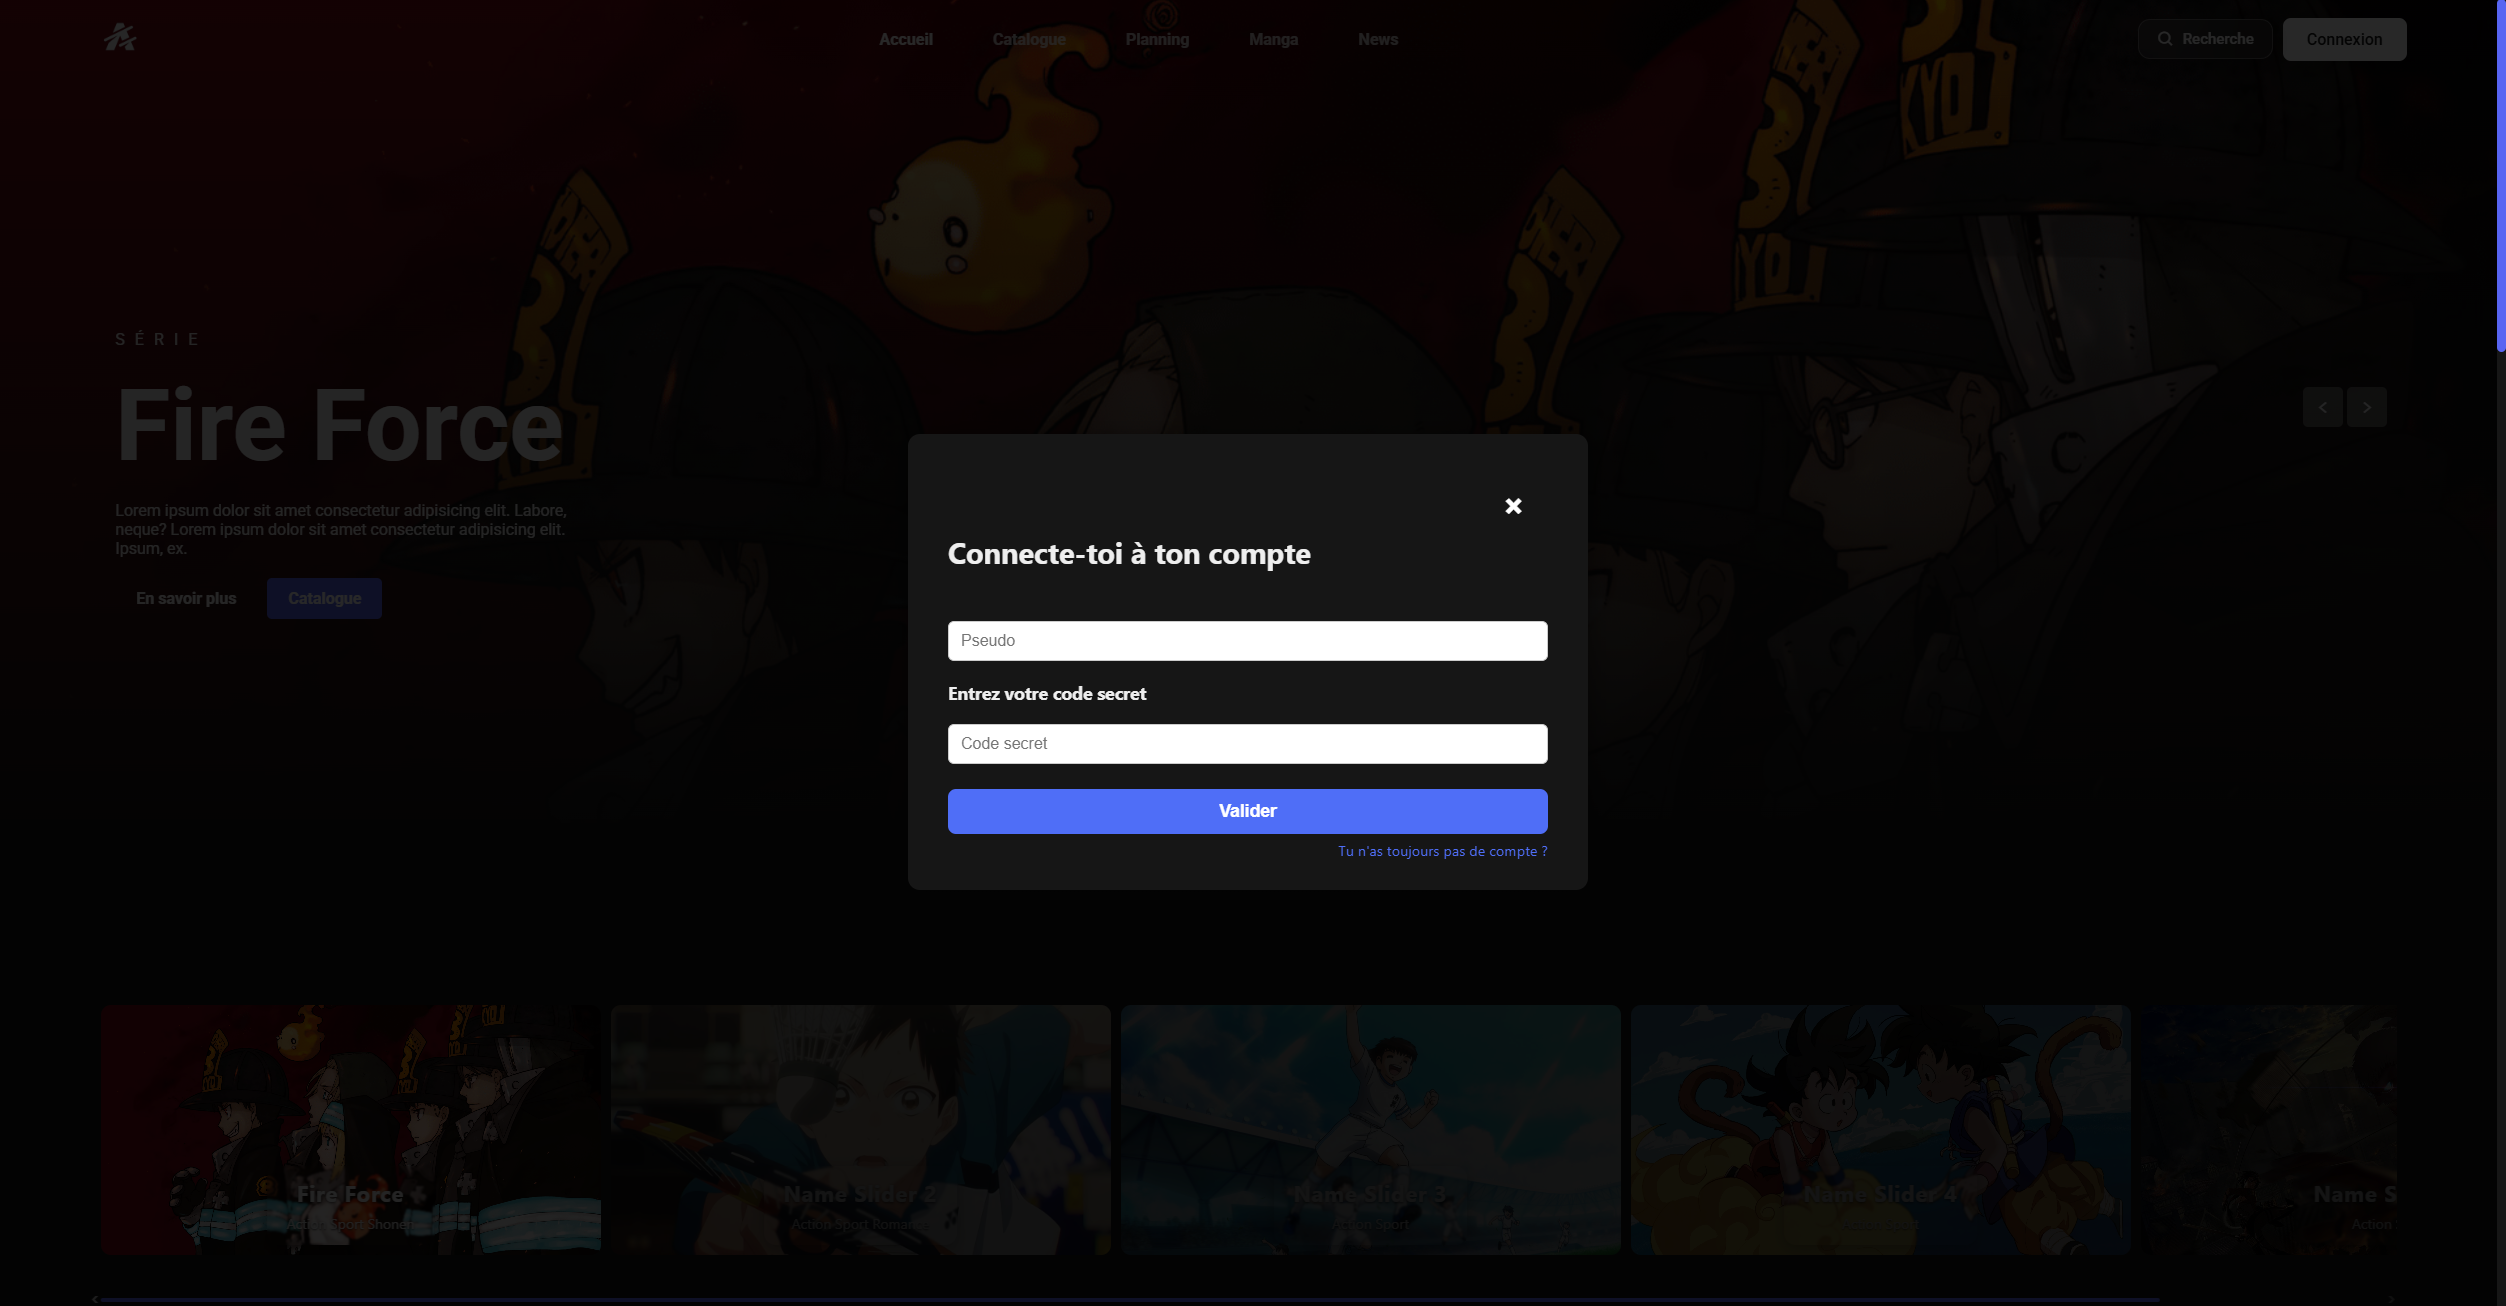 Accueil
Catalogue
Planning
Manga
News
Recherche
Connexion
SÉRIE
Fire Force
Lorem ipsum dolor sit amet consectetur adipisicing elit. Labore,
neque? Lorem ipsum dolor sit amet consectetur adipisicing elit.
Ipsum, ex.
En savoir plus
Catalogue
Connecte-toi à ton compte
Pseudo
Entrez votre code secret
Code secret
Valider
Tu n'as toujours pas de compte ?
Fire Force
Sport Shonen
Name Slider 2
Action Sport Romance
Name Slider 3
Action Sport
Name Slider 4
Name S
Action